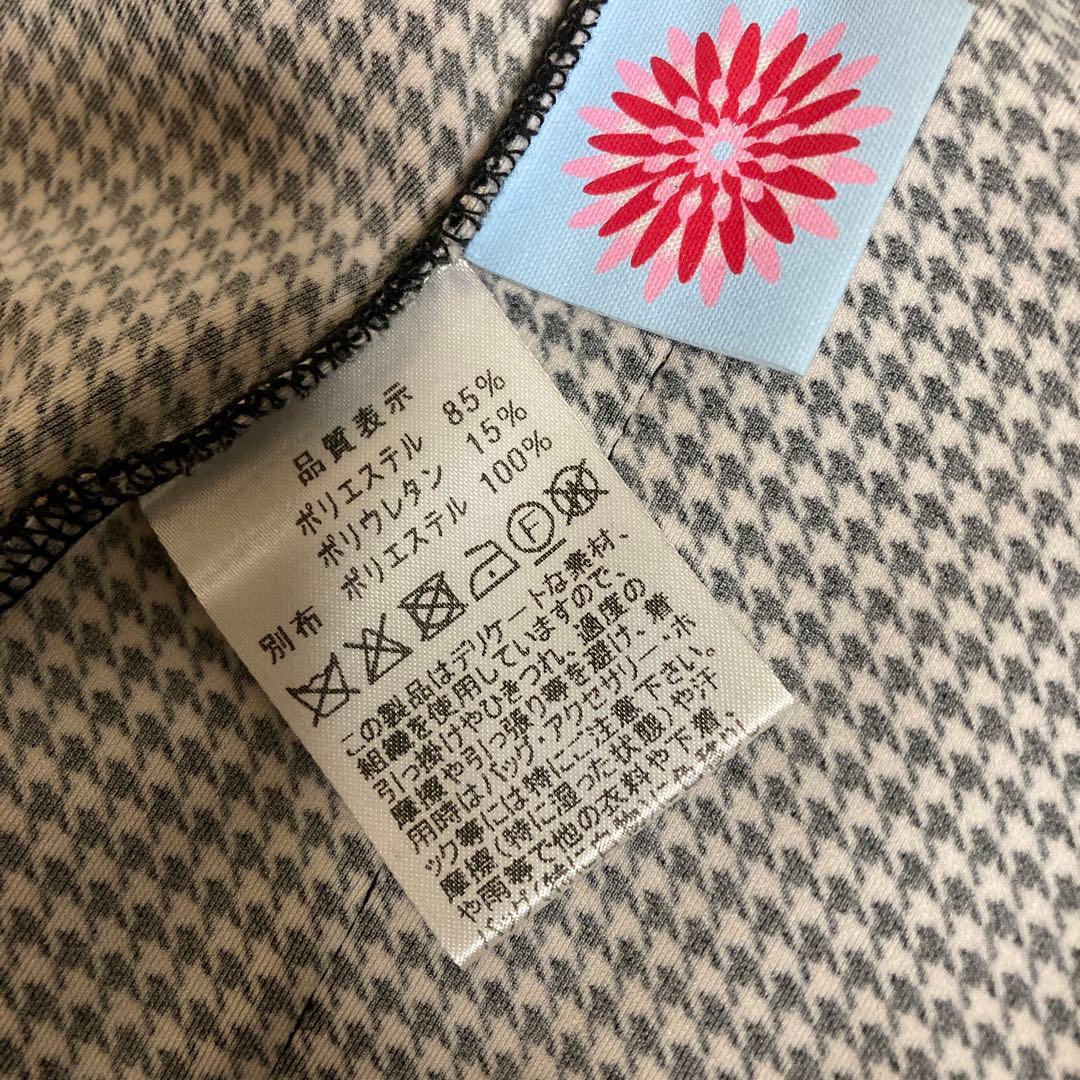 品質表示
ポリエステル 85%
ポリウレタン 15%
別布 ポリエステル 100%
F W
この製品はデリケートな素材、
組織を使用していますので、
引っ掛けやひきつれ、過度の
摩擦や引っ張り等を避け、着
用時はバッグ・アクセサリー・ホ
ック等には特にご注意下さい。
摩擦(特に湿った状態)や汗
や雨等で他の衣料や下着、